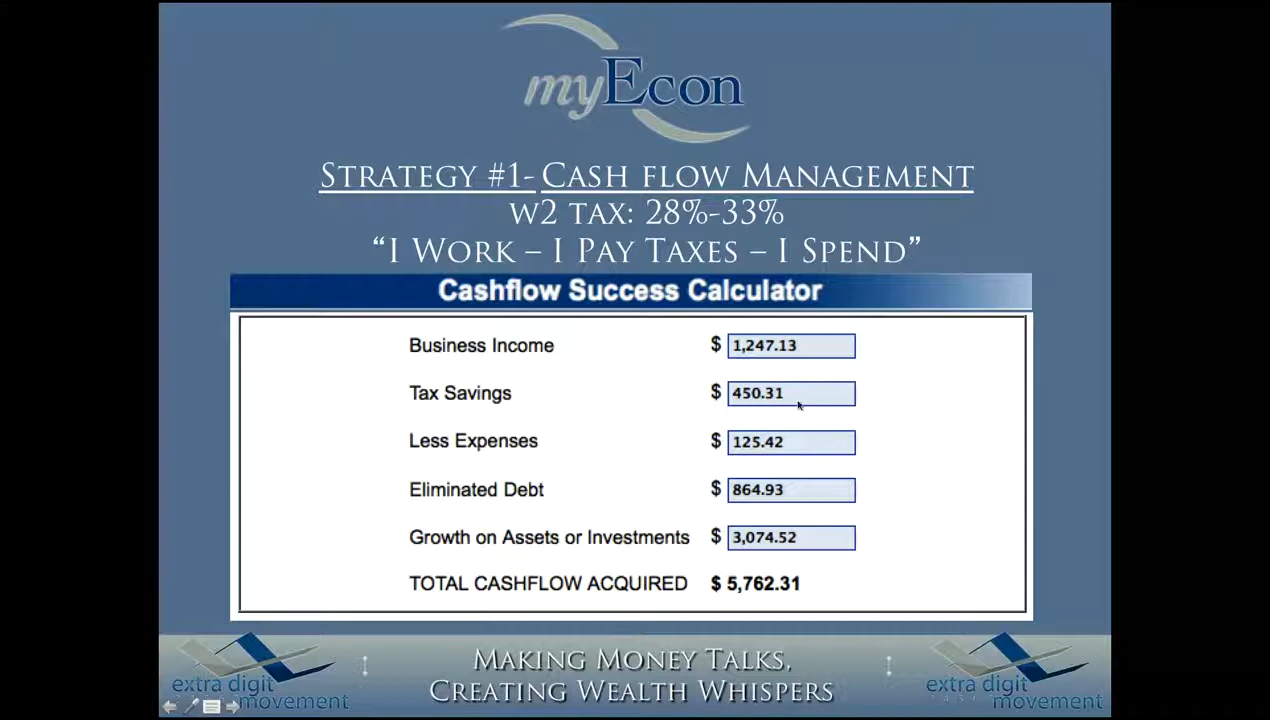 myEcon
STRATEGY #1- CASH FLOW MANAGEMENT
W2 TAX: 28%-33%
“I WORK – I PAY TAXES – I SPEND”
Cashflow Success Calculator
Business Income $ 1,247.13
Tax Savings $ 450.31
Less Expenses $ 125.42
Eliminated Debt $ 864.93
Growth on Assets or Investments $ 3,074.52
TOTAL CASHFLOW ACQUIRED $ 5,762.31
MAKING MONEY TALKS,
CREATING WEALTH WHISPERS
extra digit
movement
extra digit
movement